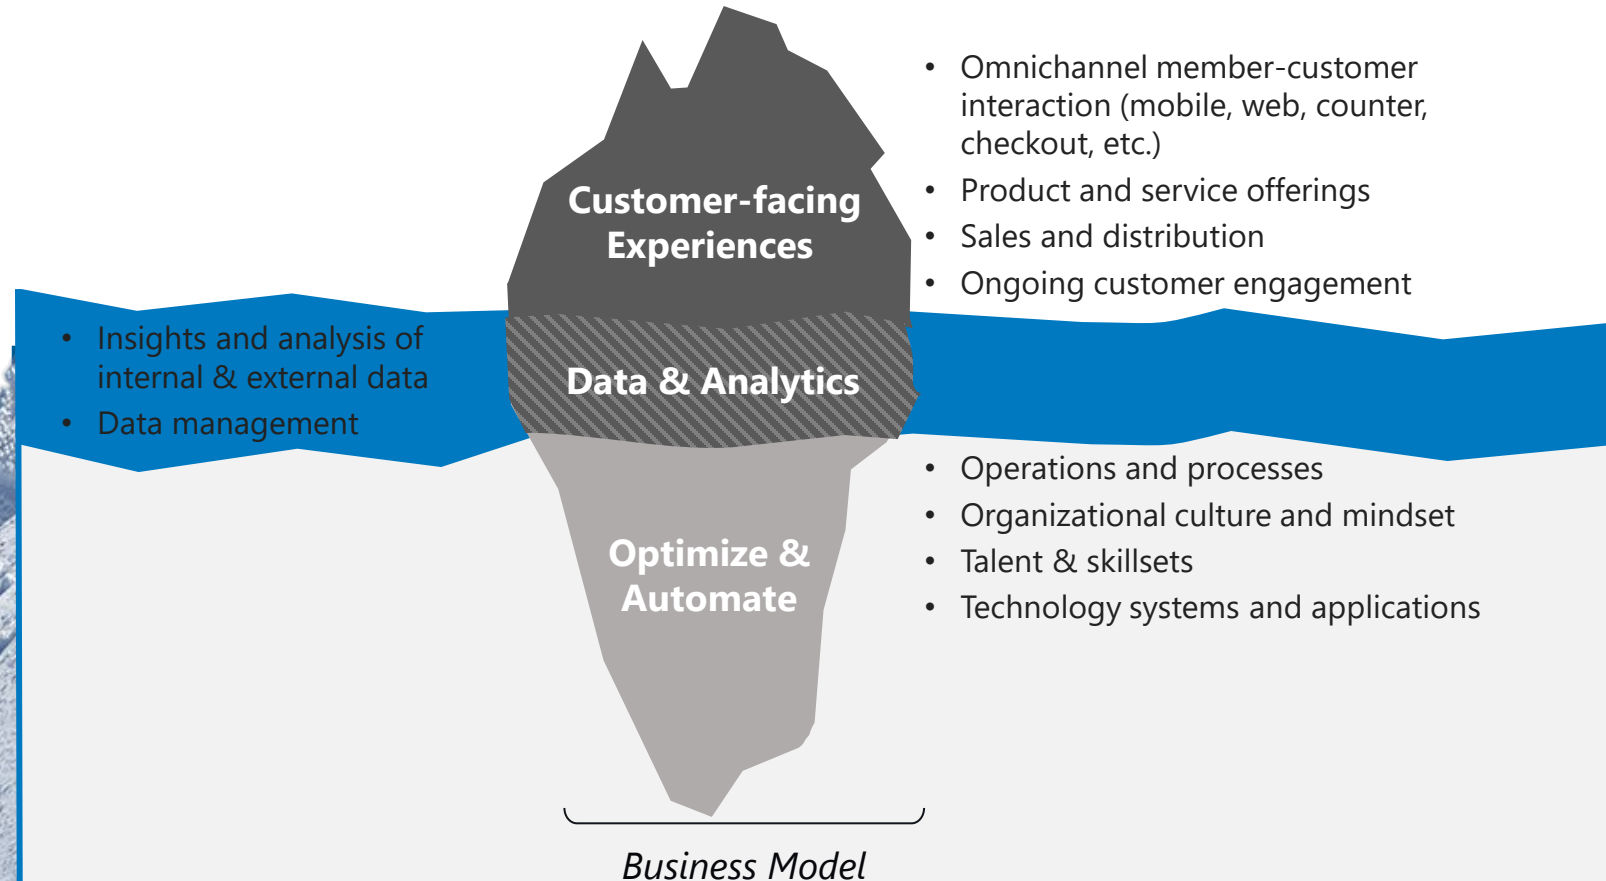 • Omnichannel member-customer
interaction (mobile, web, counter,
checkout, etc.)
• Product and service offerings
• Sales and distribution
• Ongoing customer engagement
Customer-facing
Experiences
• Insights and analysis of
internal & external data
• Data management
Data & Analytics
• Operations and processes
• Organizational culture and mindset
• Talent & skillsets
• Technology systems and applications
Optimize &
Automate
Business Model